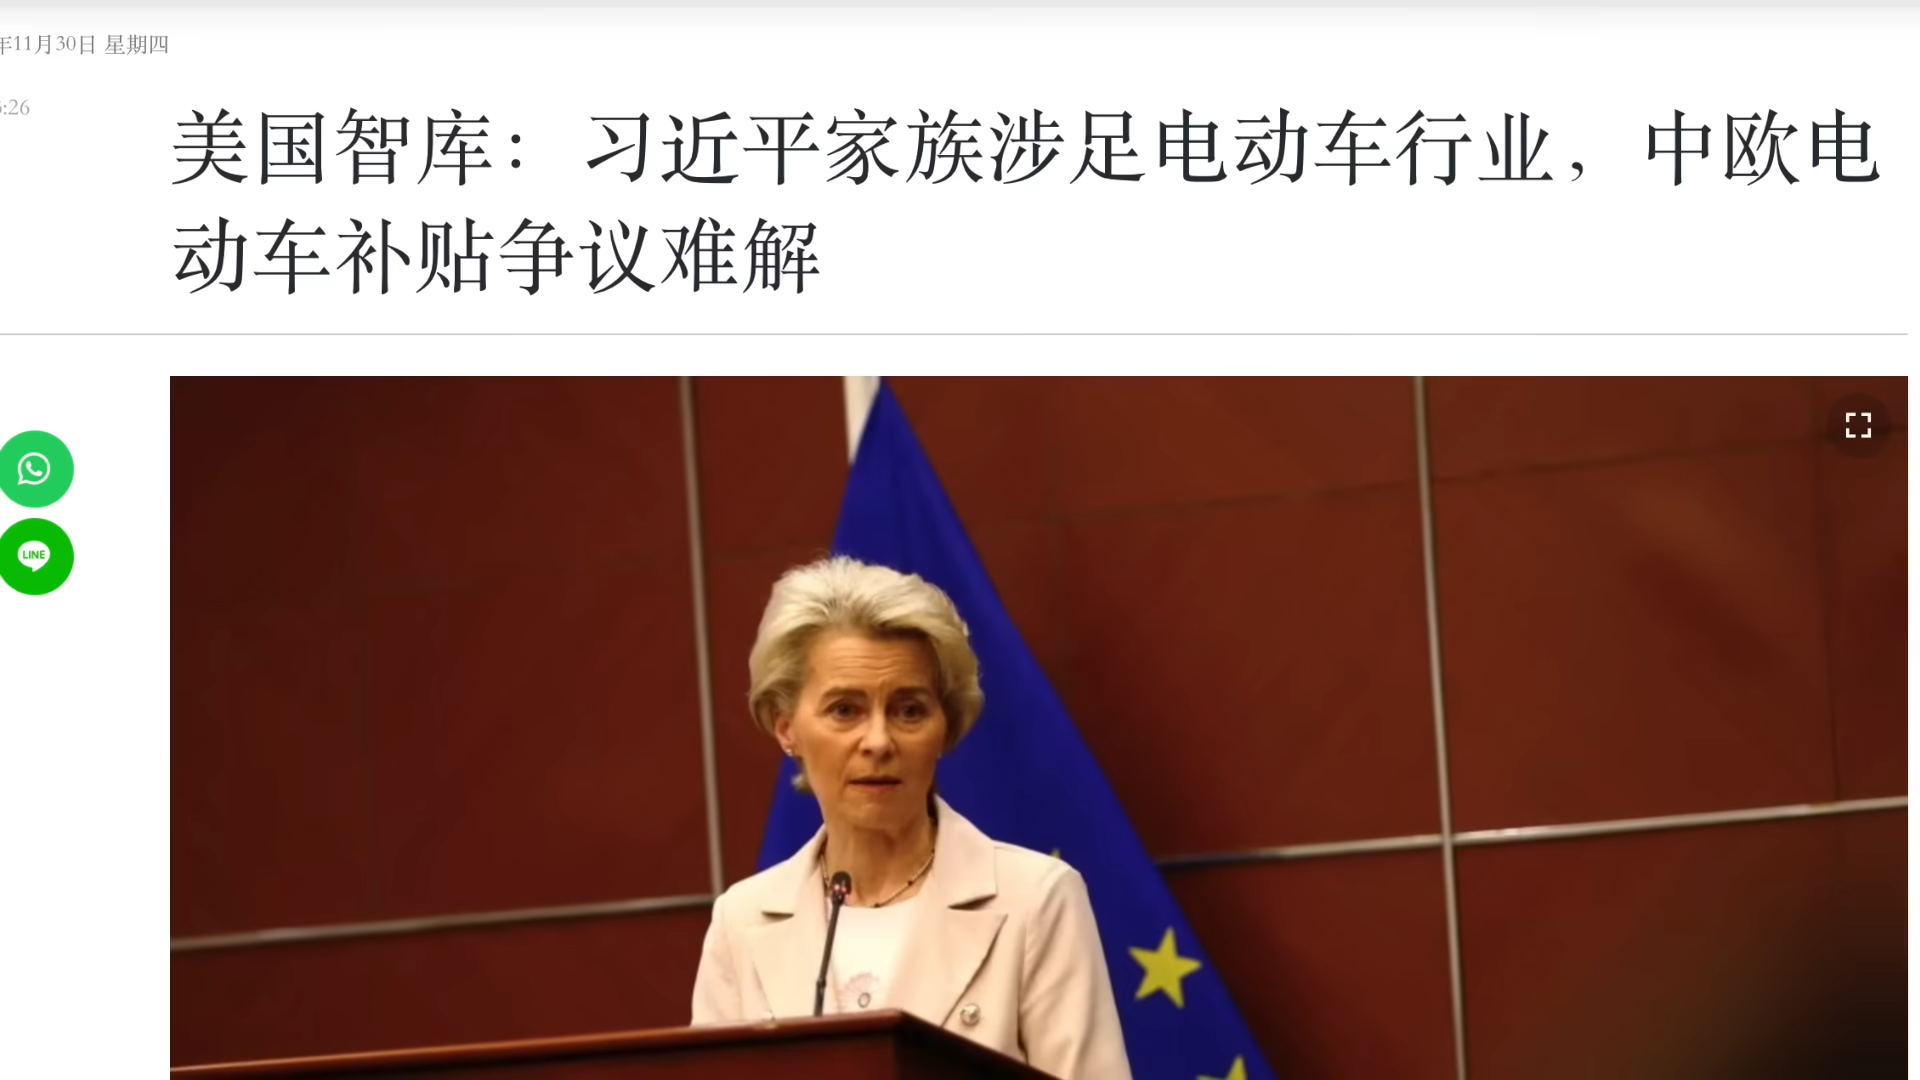 年11月30日 星期四
:26
美国智库：习近平家族涉足电动车行业，中欧电
动车补贴争议难解
LINE